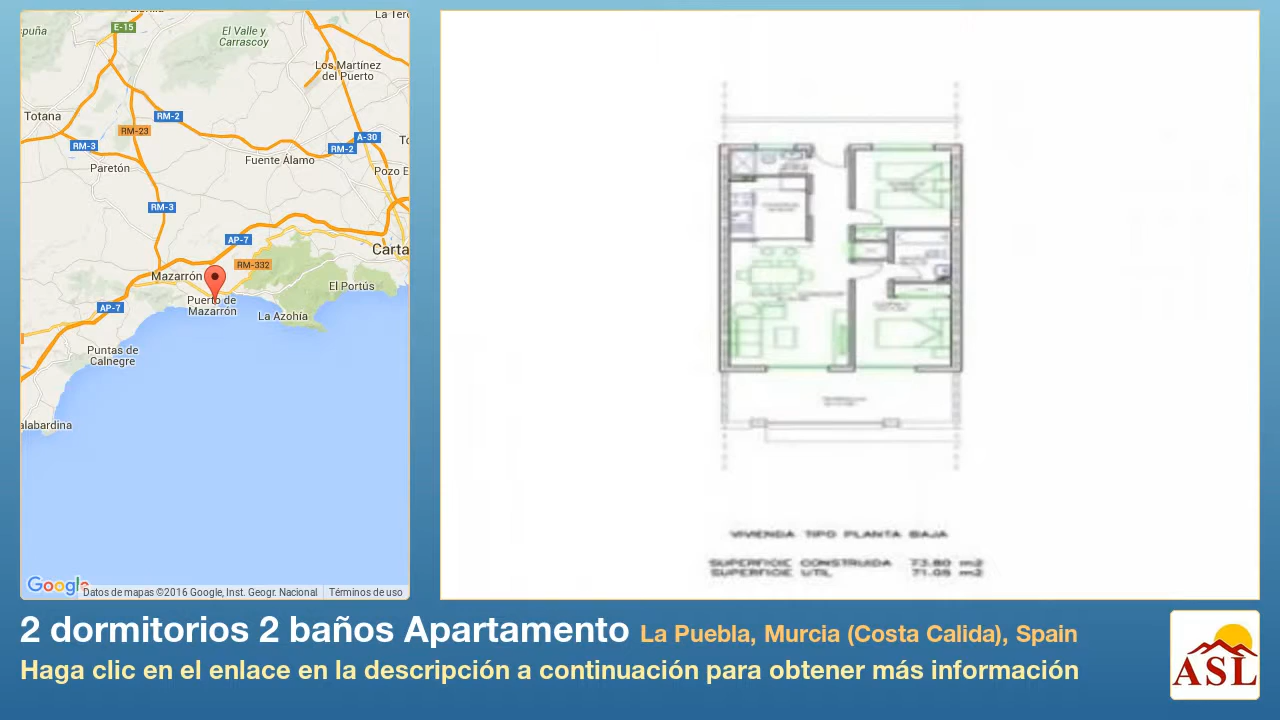 La Terc
E-15
puña
El Valle y
Carrascoy
Los Martínez
del Puerto
Totana
RM-2
RM-23
A-30
RM-3
RM-2
Fuente Álamo
Paretón
Pozo E
RM-3
AP-7
Carta
RM-332
Mazarrón
El Portús
Puerto de
Mazarrón
AP-7
La Azohía
Puntas de
Calnegre
alabardina
Google
Datos de mapas ©2016 Google, Inst. Geogr. Nacional
Términos de uso
VIVIENDA TIPO PLANTA BAJA
SUPERFICIE CONSTRUIDA 73.80 m2
SUPERFICIE UTIL 71.05 m2
2 dormitorios 2 baños Apartamento La Puebla, Murcia (Costa Calida), Spain
Haga clic en el enlace en la descripción a continuación para obtener más información
ASL